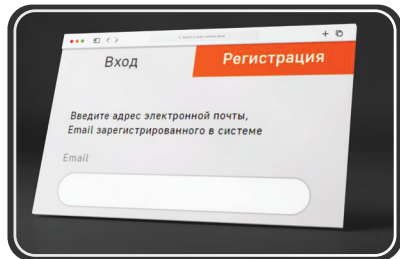 Вход
Регистрация
Введите адрес электронной почты,
Email зарегистрированного в системе
Email